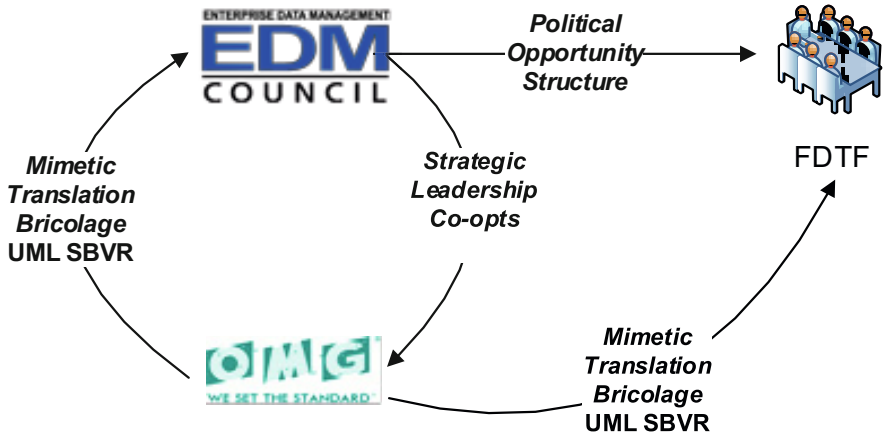 ENTERPRISE DATA MANAGEMENT
EDM
COUNCIL
Political
Opportunity
Structure
FDTF
Mimetic
Translation
Bricolage
UML SBVR
Strategic
Leadership
Co-opts
OMG
WE SET THE STANDARD
Mimetic
Translation
Bricolage
UML SBVR